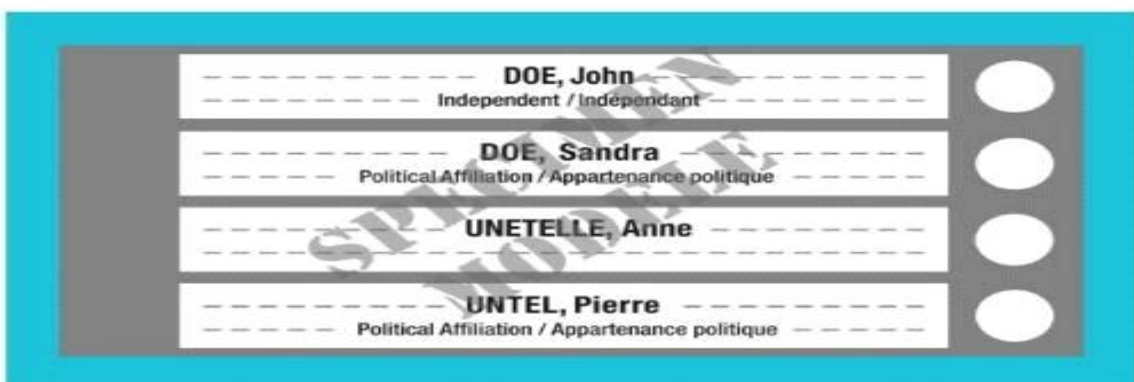 DOE, John
Independent / Indépendant
DOE, Sandra
Political Affiliation / Appartenance politique
UNETELLE, Anne
UNTEL, Pierre
Political Affiliation / Appartenance politique
SPECIMEN
MODELE